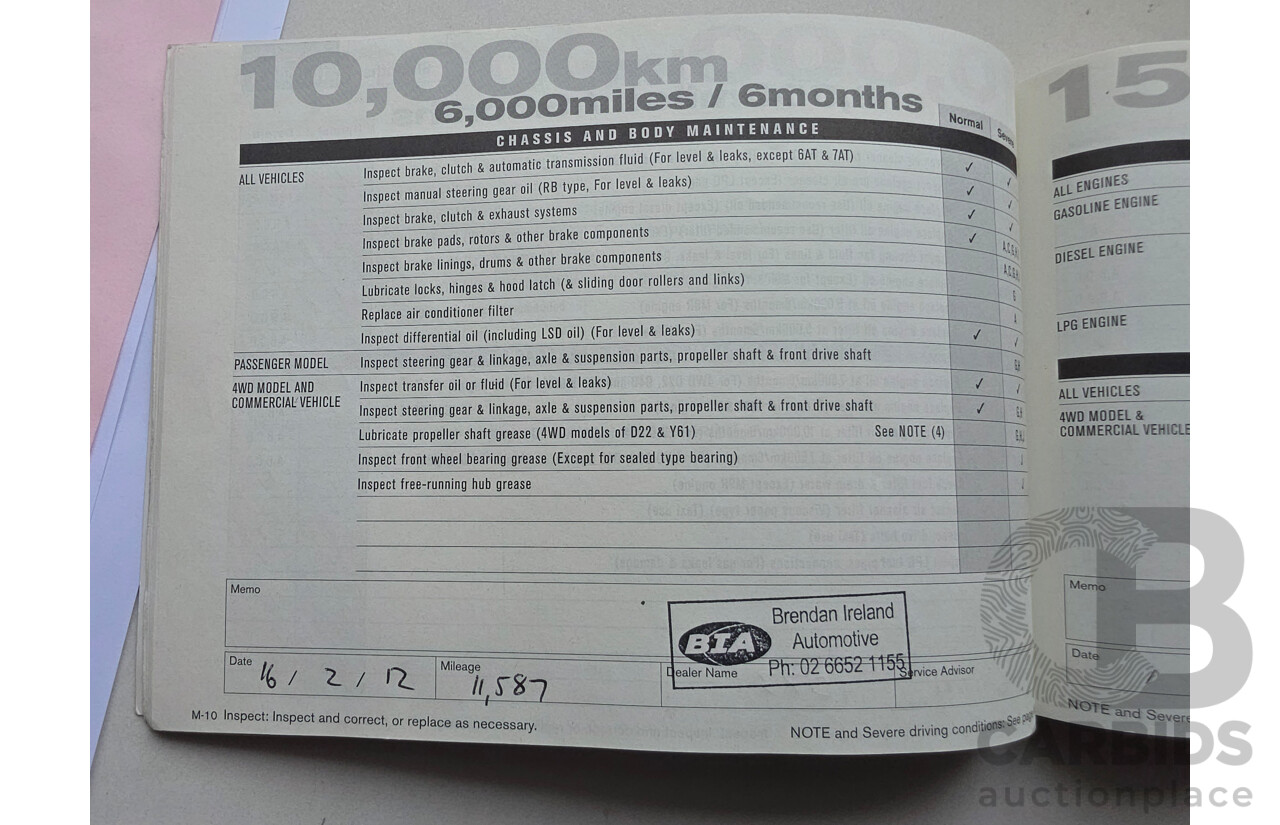 10,000km
6,000miles / 6months
CHASSIS AND BODY MAINTENANCE
Normal
ALL VEHICLES
Inspect brake, clutch & automatic transmission fluid (For level & leaks, except 6AT & 7AT) ✓ ✓
Inspect manual steering gear oil (RB type, For level & leaks) ✓ ✓
Inspect brake, clutch & exhaust systems ✓ ✓
Inspect brake pads, rotors & other brake components ✓
Inspect brake linings, drums & other brake components
Lubricate locks, hinges & hood latch (& sliding door rollers and links) G
Replace air conditioner filter A
Inspect differential oil (including LSD oil) (For level & leaks) ✓ ✓
PASSENGER MODEL Inspect steering gear & linkage, axle & suspension parts, propeller shaft & front drive shaft
4WD MODEL AND
COMMERCIAL VEHICLE
Inspect transfer oil or fluid (For level & leaks) ✓ ✓
Inspect steering gear & linkage, axle & suspension parts, propeller shaft & front drive shaft ✓
Lubricate propeller shaft grease (4WD models of D22 & Y61) See NOTE (4)
Inspect front wheel bearing grease (Except for sealed type bearing)
Inspect free-running hub grease
Memo
BIA
Brendan Ireland
Automotive
Ph: 02 6652 1155
Date 16 / 2 / 12
Mileage 11,587
Dealer Name
Service Advisor
M-10 Inspect: Inspect and correct, or replace as necessary.
NOTE and Severe driving conditions: See
15
ALL ENGINES
GASOLINE ENGINE
DIESEL ENGINE
LPG ENGINE
ALL VEHICLES
4WD MODEL &
COMMERCIAL VEHICLE
Memo
Date
NOTE and Severe
CARBIDS
auctionplace